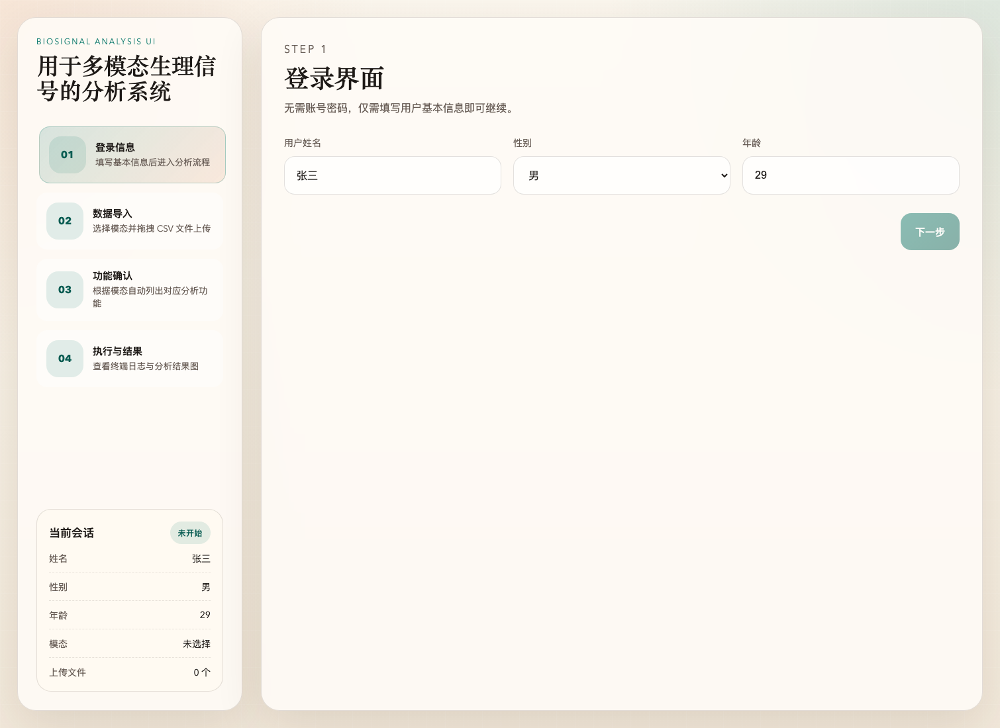 BIOSIGNAL ANALYSIS UI
用于多模态生理信
号的分析系统
01
登录信息
填写基本信息后进入分析流程
02
数据导入
选择模态并拖拽 CSV 文件上传
03
功能确认
根据模态自动列出对应分析功
能
04
执行与结果
查看终端日志与分析结果图
当前会话
未开始
姓名 张三
性别 男
年龄 29
模态 未选择
上传文件 0 个
STEP 1
登录界面
无需账号密码，仅需填写用户基本信息即可继续。
用户姓名 性别 年龄
张三 男 29
下一步